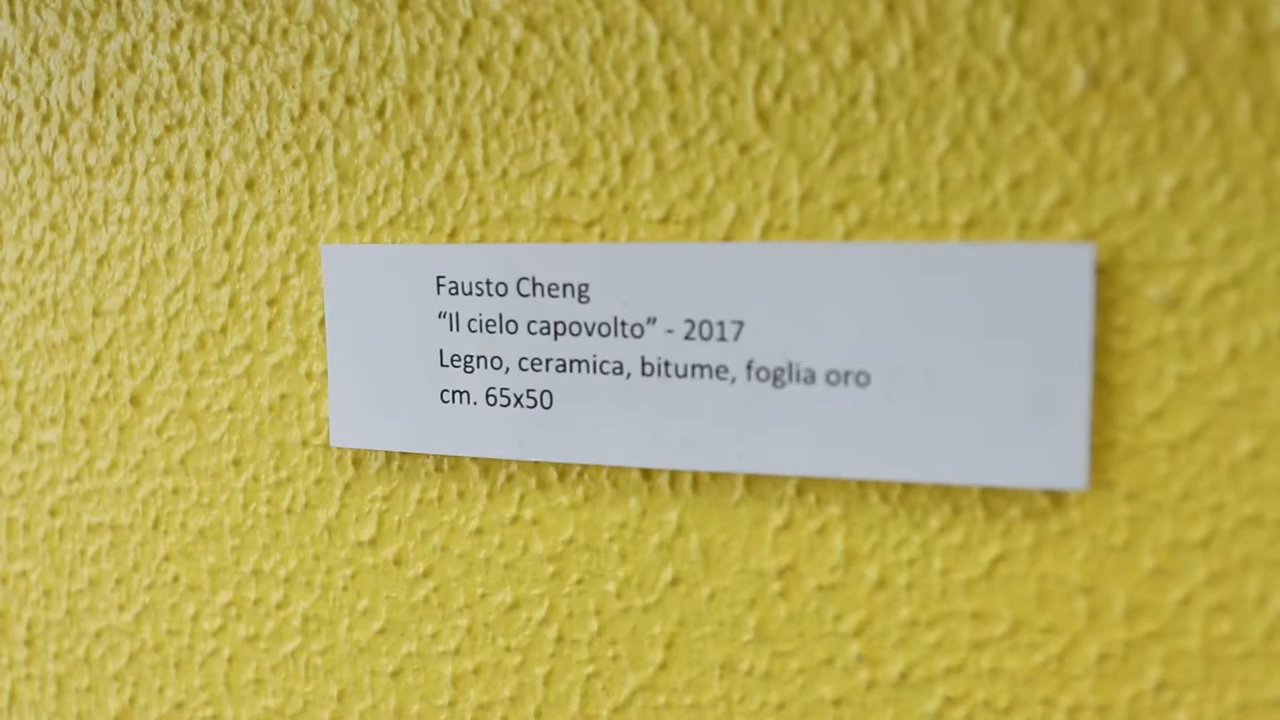 Fausto Cheng
“Il cielo capovolto” - 2017
Legno, ceramica, bitume, foglia oro
cm. 65x50